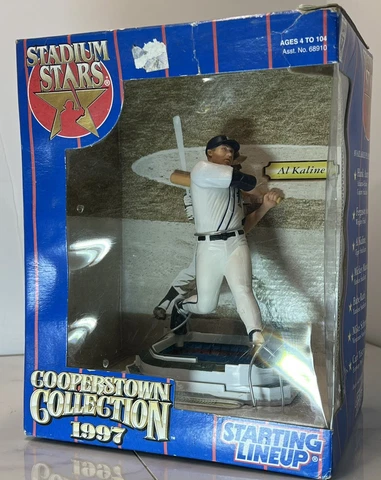 STADIUM
STARS
AGES 4 TO 104
Asst. No. 68910
Al Kaline
COOPERSTOWN
COLLECTION
1997
STARTING
LINEUP